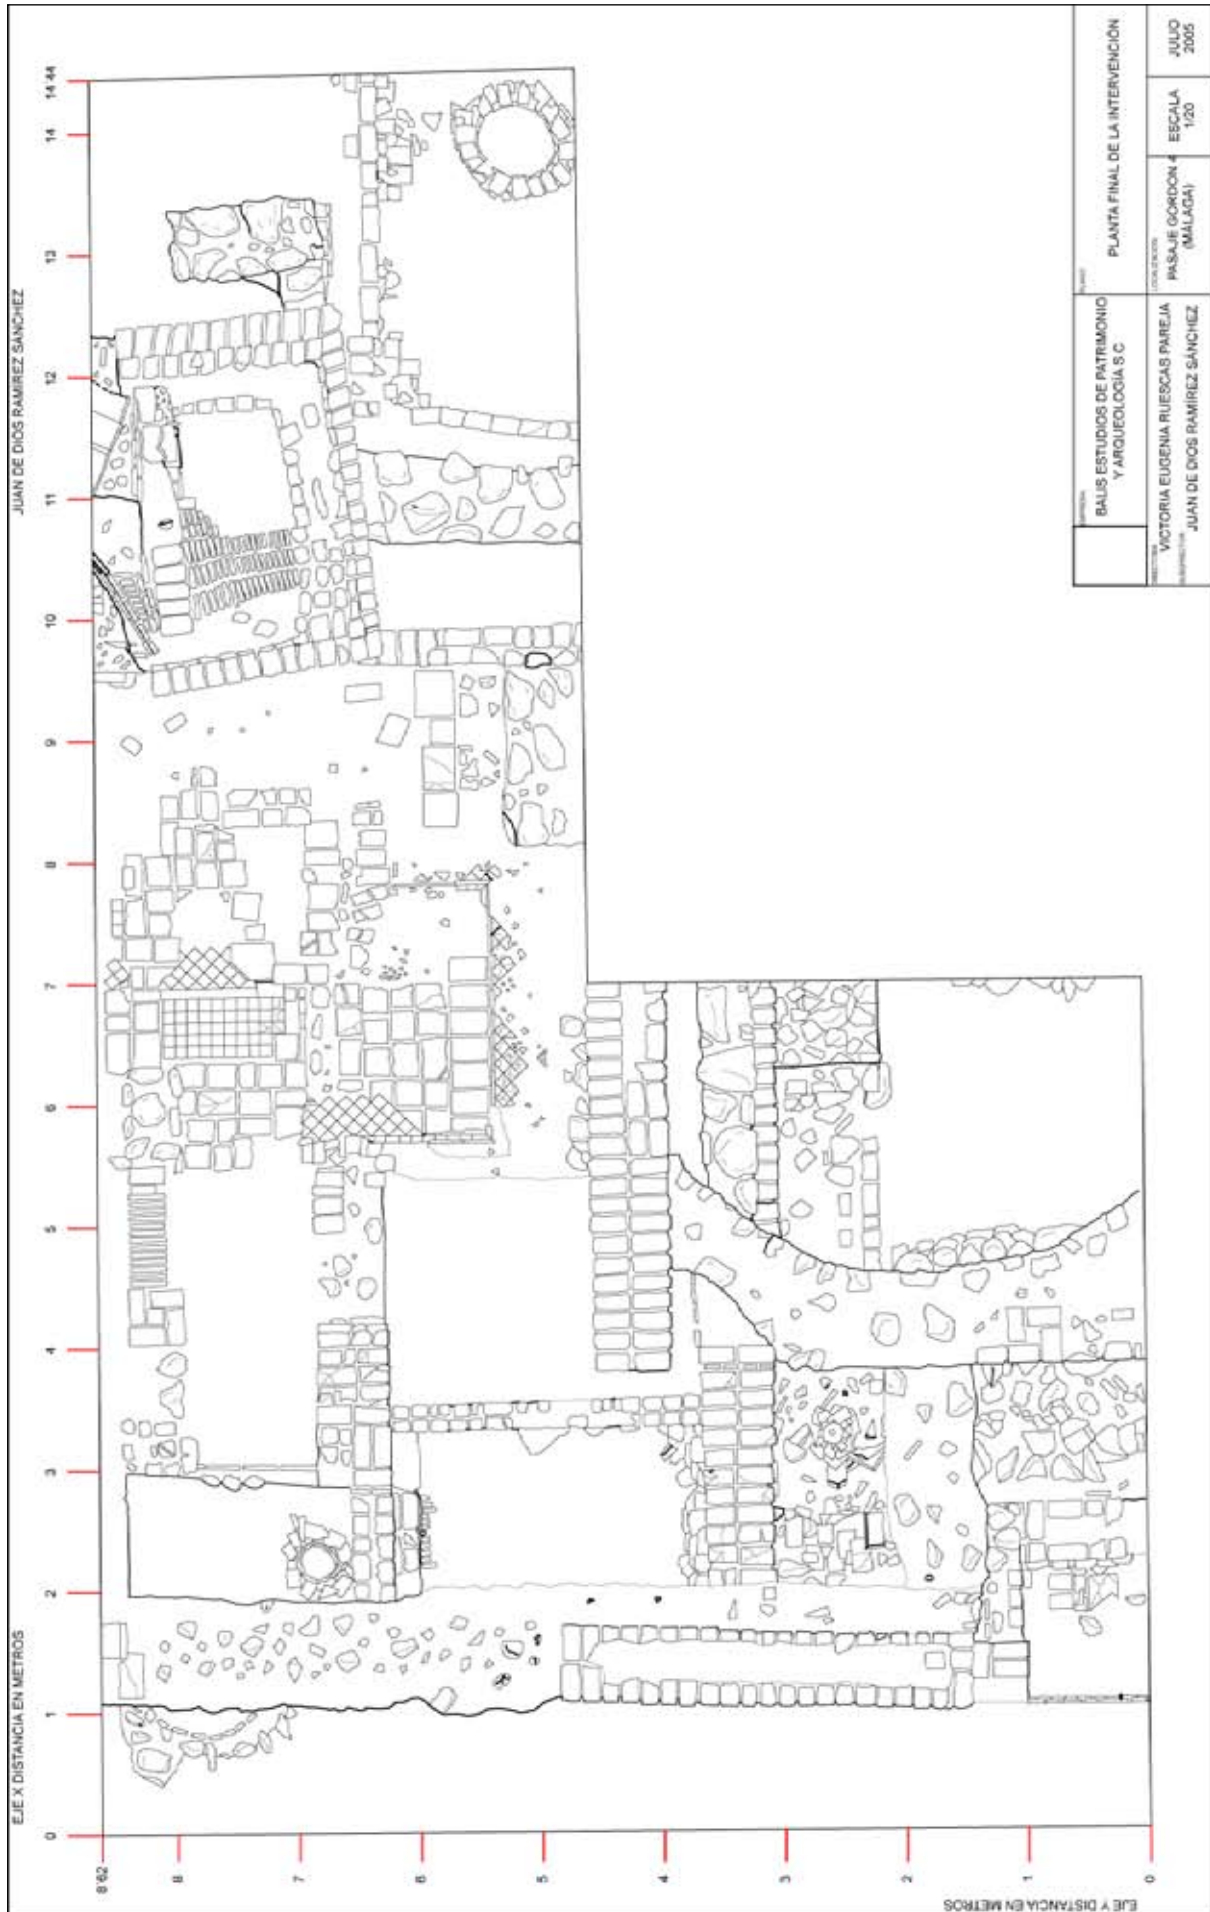 JUAN DE DIOS RAMIREZ SÁNCHEZ
EJE X DISTANCIA EN METROS
0 1 2 3 4 5 6 7 8 9 10 11 12 13 14 14'44
8'62
8
7
6
5
4
3
2
1
0
EJE Y DISTANCIA EN METROS
BALIS ESTUDIOS DE PATRIMONIO
Y ARQUEOLOGÍA S C
PLANO
PLANTA FINAL DE LA INTERVENCIÓN
VICTORIA EUGENIA RUESCAS PAREJA
JUAN DE DIOS RAMÍREZ SÁNCHEZ
LOCALIZACIÓN
PASAJE GORDON 4
(MÁLAGA)
ESCALA
1/20
JULIO
2005